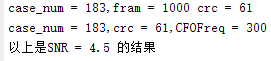 case_num = 183,fram = 1000 crc = 61
case_num = 183, crc = 61,CFOFreq = 300
以上是SNR = 4.5 的结果